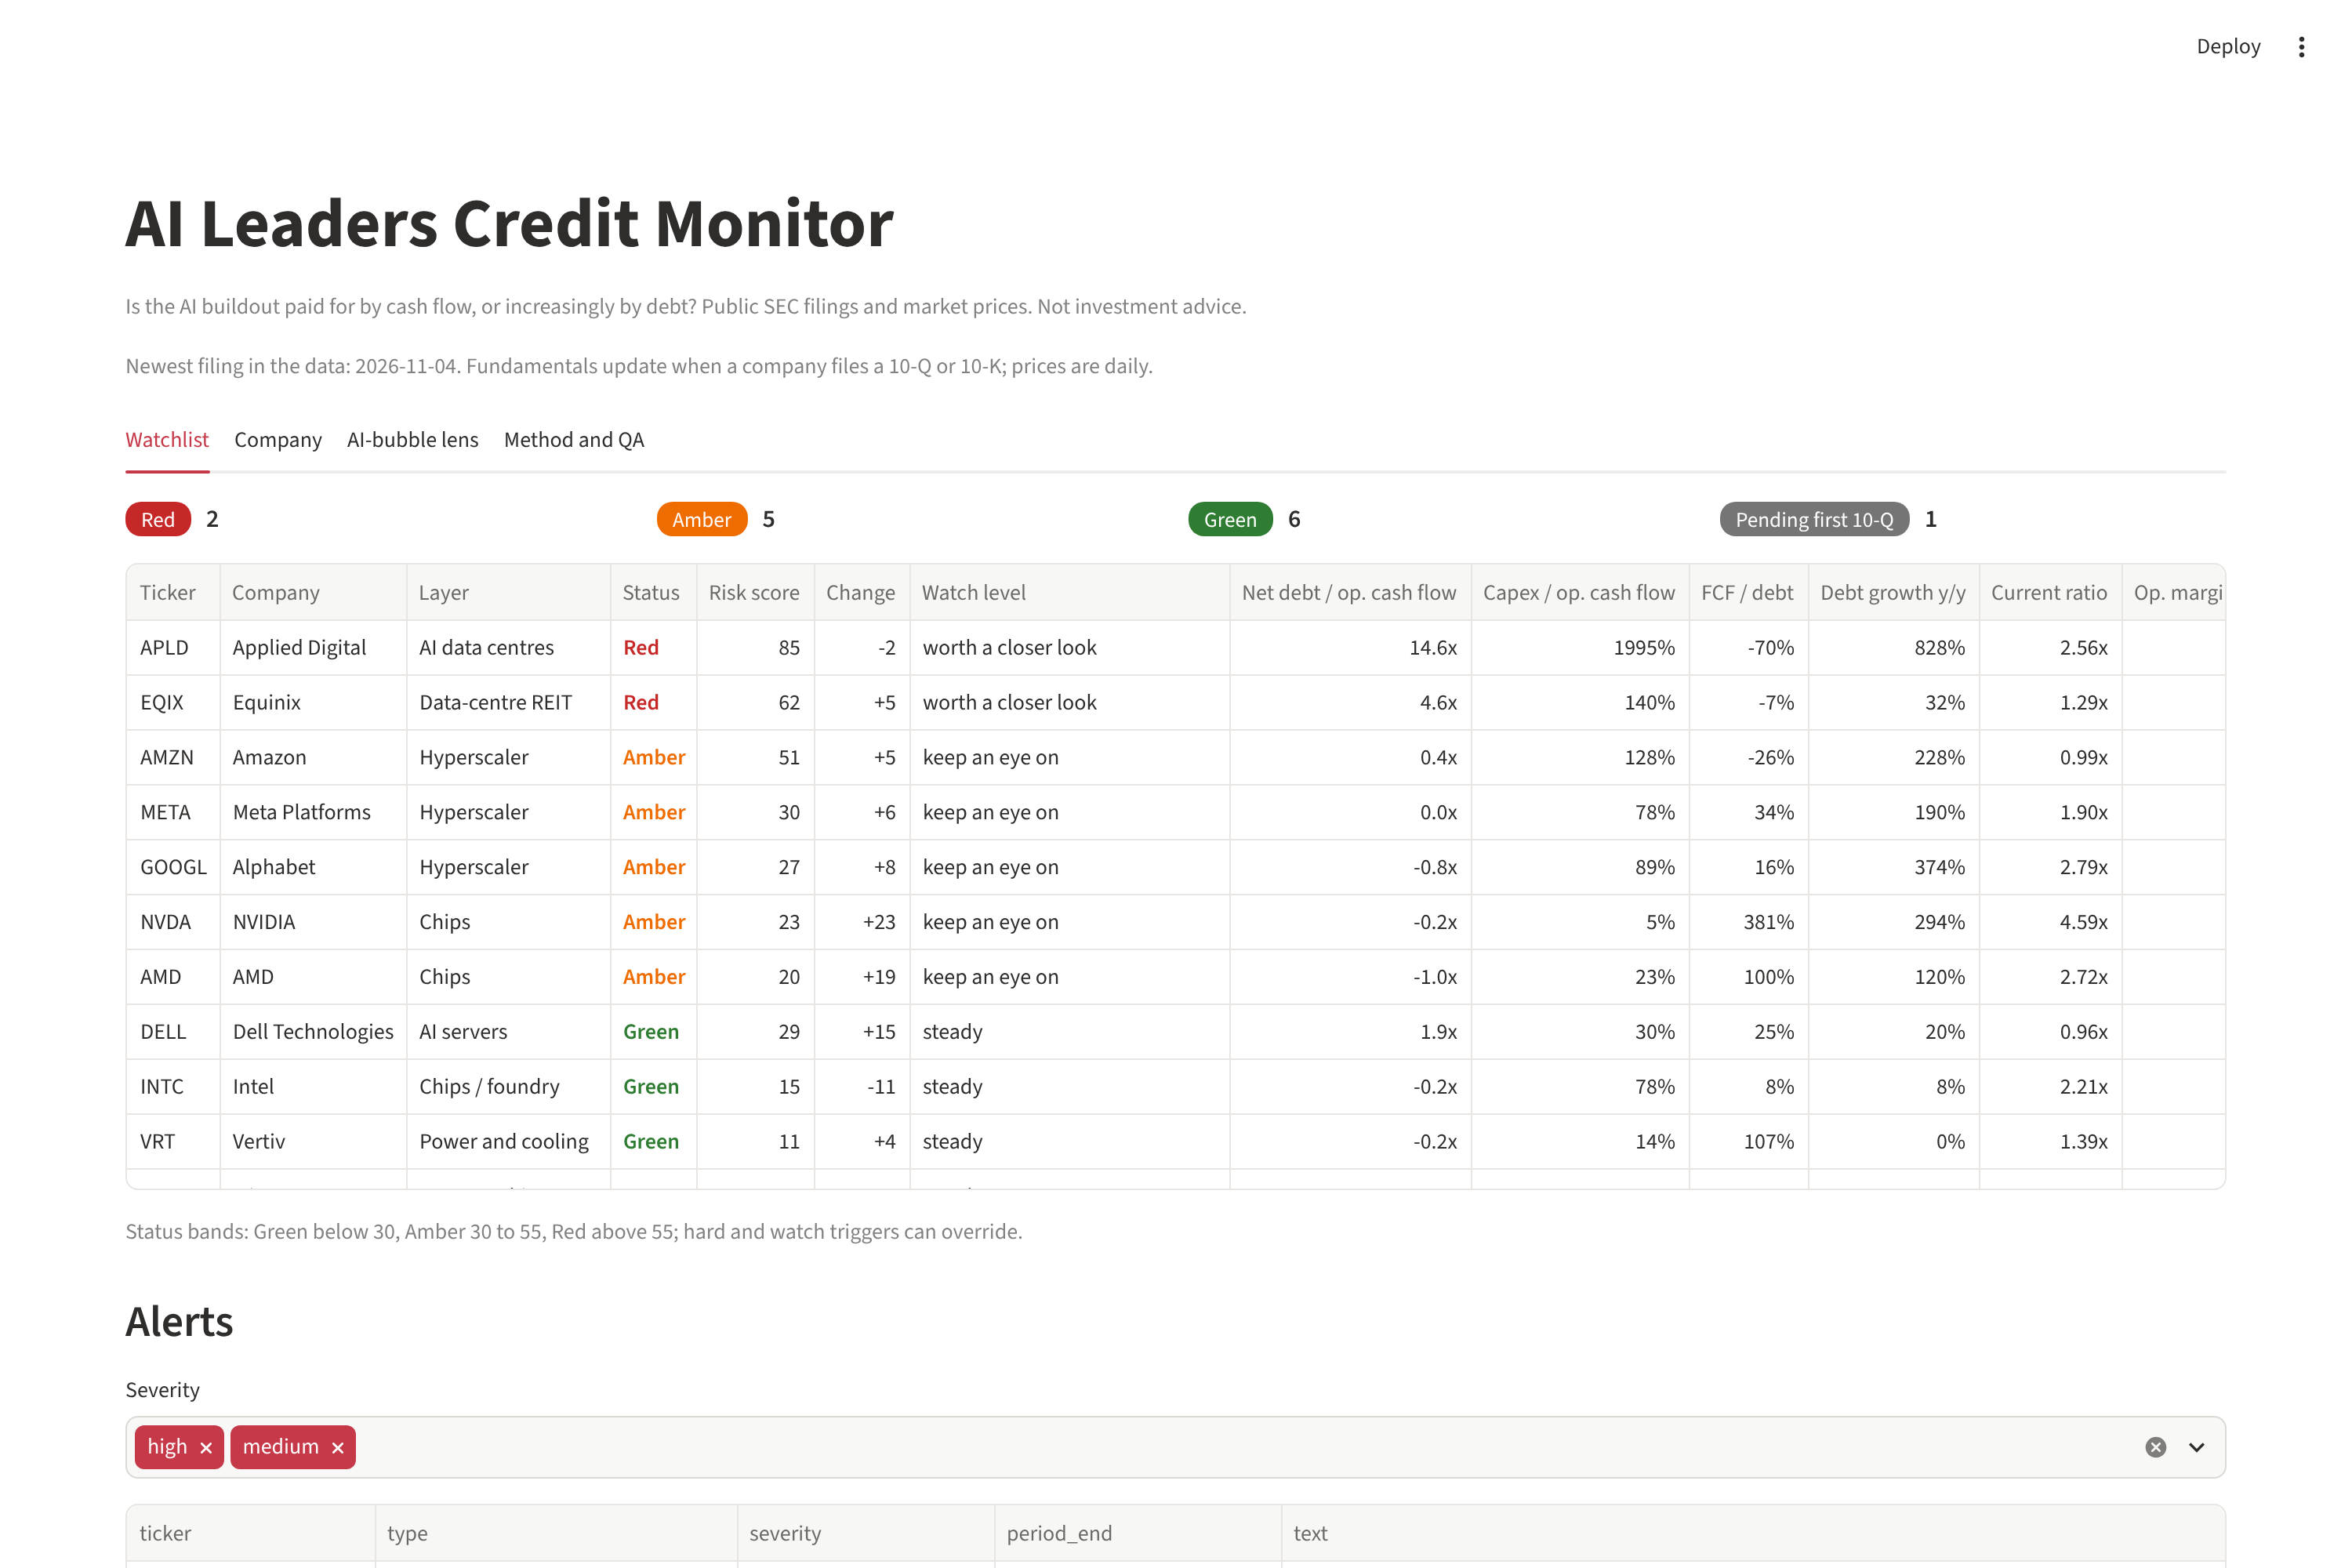 Deploy
AI Leaders Credit Monitor
Is the AI buildout paid for by cash flow, or increasingly by debt? Public SEC filings and market prices. Not investment advice.
Newest filing in the data: 2026-11-04. Fundamentals update when a company files a 10-Q or 10-K; prices are daily.
Watchlist Company AI-bubble lens Method and QA
Red 2 Amber 5 Green 6 Pending first 10-Q 1
Ticker Company Layer Status Risk score Change Watch level Net debt / op. cash flow Capex / op. cash flow FCF / debt Debt growth y/y Current ratio Op. margi
APLD Applied Digital AI data centres Red 85 -2 worth a closer look 14.6x 1995% -70% 828% 2.56x
EQIX Equinix Data-centre REIT Red 62 +5 worth a closer look 4.6x 140% -7% 32% 1.29x
AMZN Amazon Hyperscaler Amber 51 +5 keep an eye on 0.4x 128% -26% 228% 0.99x
META Meta Platforms Hyperscaler Amber 30 +6 keep an eye on 0.0x 78% 34% 190% 1.90x
GOOGL Alphabet Hyperscaler Amber 27 +8 keep an eye on -0.8x 89% 16% 374% 2.79x
NVDA NVIDIA Chips Amber 23 +23 keep an eye on -0.2x 5% 381% 294% 4.59x
AMD AMD Chips Amber 20 +19 keep an eye on -1.0x 23% 100% 120% 2.72x
DELL Dell Technologies AI servers Green 29 +15 steady 1.9x 30% 25% 20% 0.96x
INTC Intel Chips / foundry Green 15 -11 steady -0.2x 78% 8% 8% 2.21x
VRT Vertiv Power and cooling Green 11 +4 steady -0.2x 14% 107% 0% 1.39x
Status bands: Green below 30, Amber 30 to 55, Red above 55; hard and watch triggers can override.
Alerts
Severity
high medium
ticker type severity period_end text